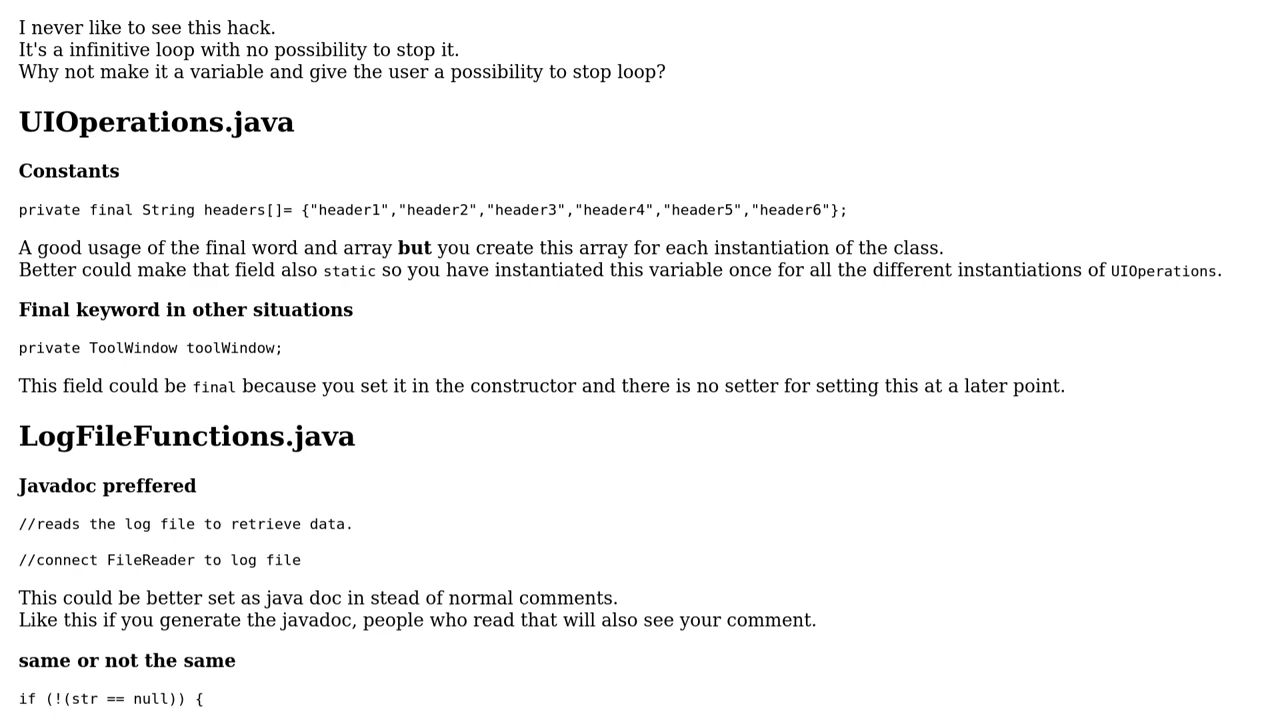 I never like to see this hack.
It's a infinitive loop with no possibility to stop it.
Why not make it a variable and give the user a possibility to stop loop?
UIOperations.java
Constants
private final String headers[]= {"header1","header2","header3","header4","header5","header6"};
A good usage of the final word and array but you create this array for each instantiation of the class.
Better could make that field also static so you have instantiated this variable once for all the different instantiations of UIOperations.
Final keyword in other situations
private ToolWindow toolWindow;
This field could be final because you set it in the constructor and there is no setter for setting this at a later point.
LogFileFunctions.java
Javadoc preffered
//reads the log file to retrieve data.
//connect FileReader to log file
This could be better set as java doc in stead of normal comments.
Like this if you generate the javadoc, people who read that will also see your comment.
same or not the same
if (!(str == null)) {